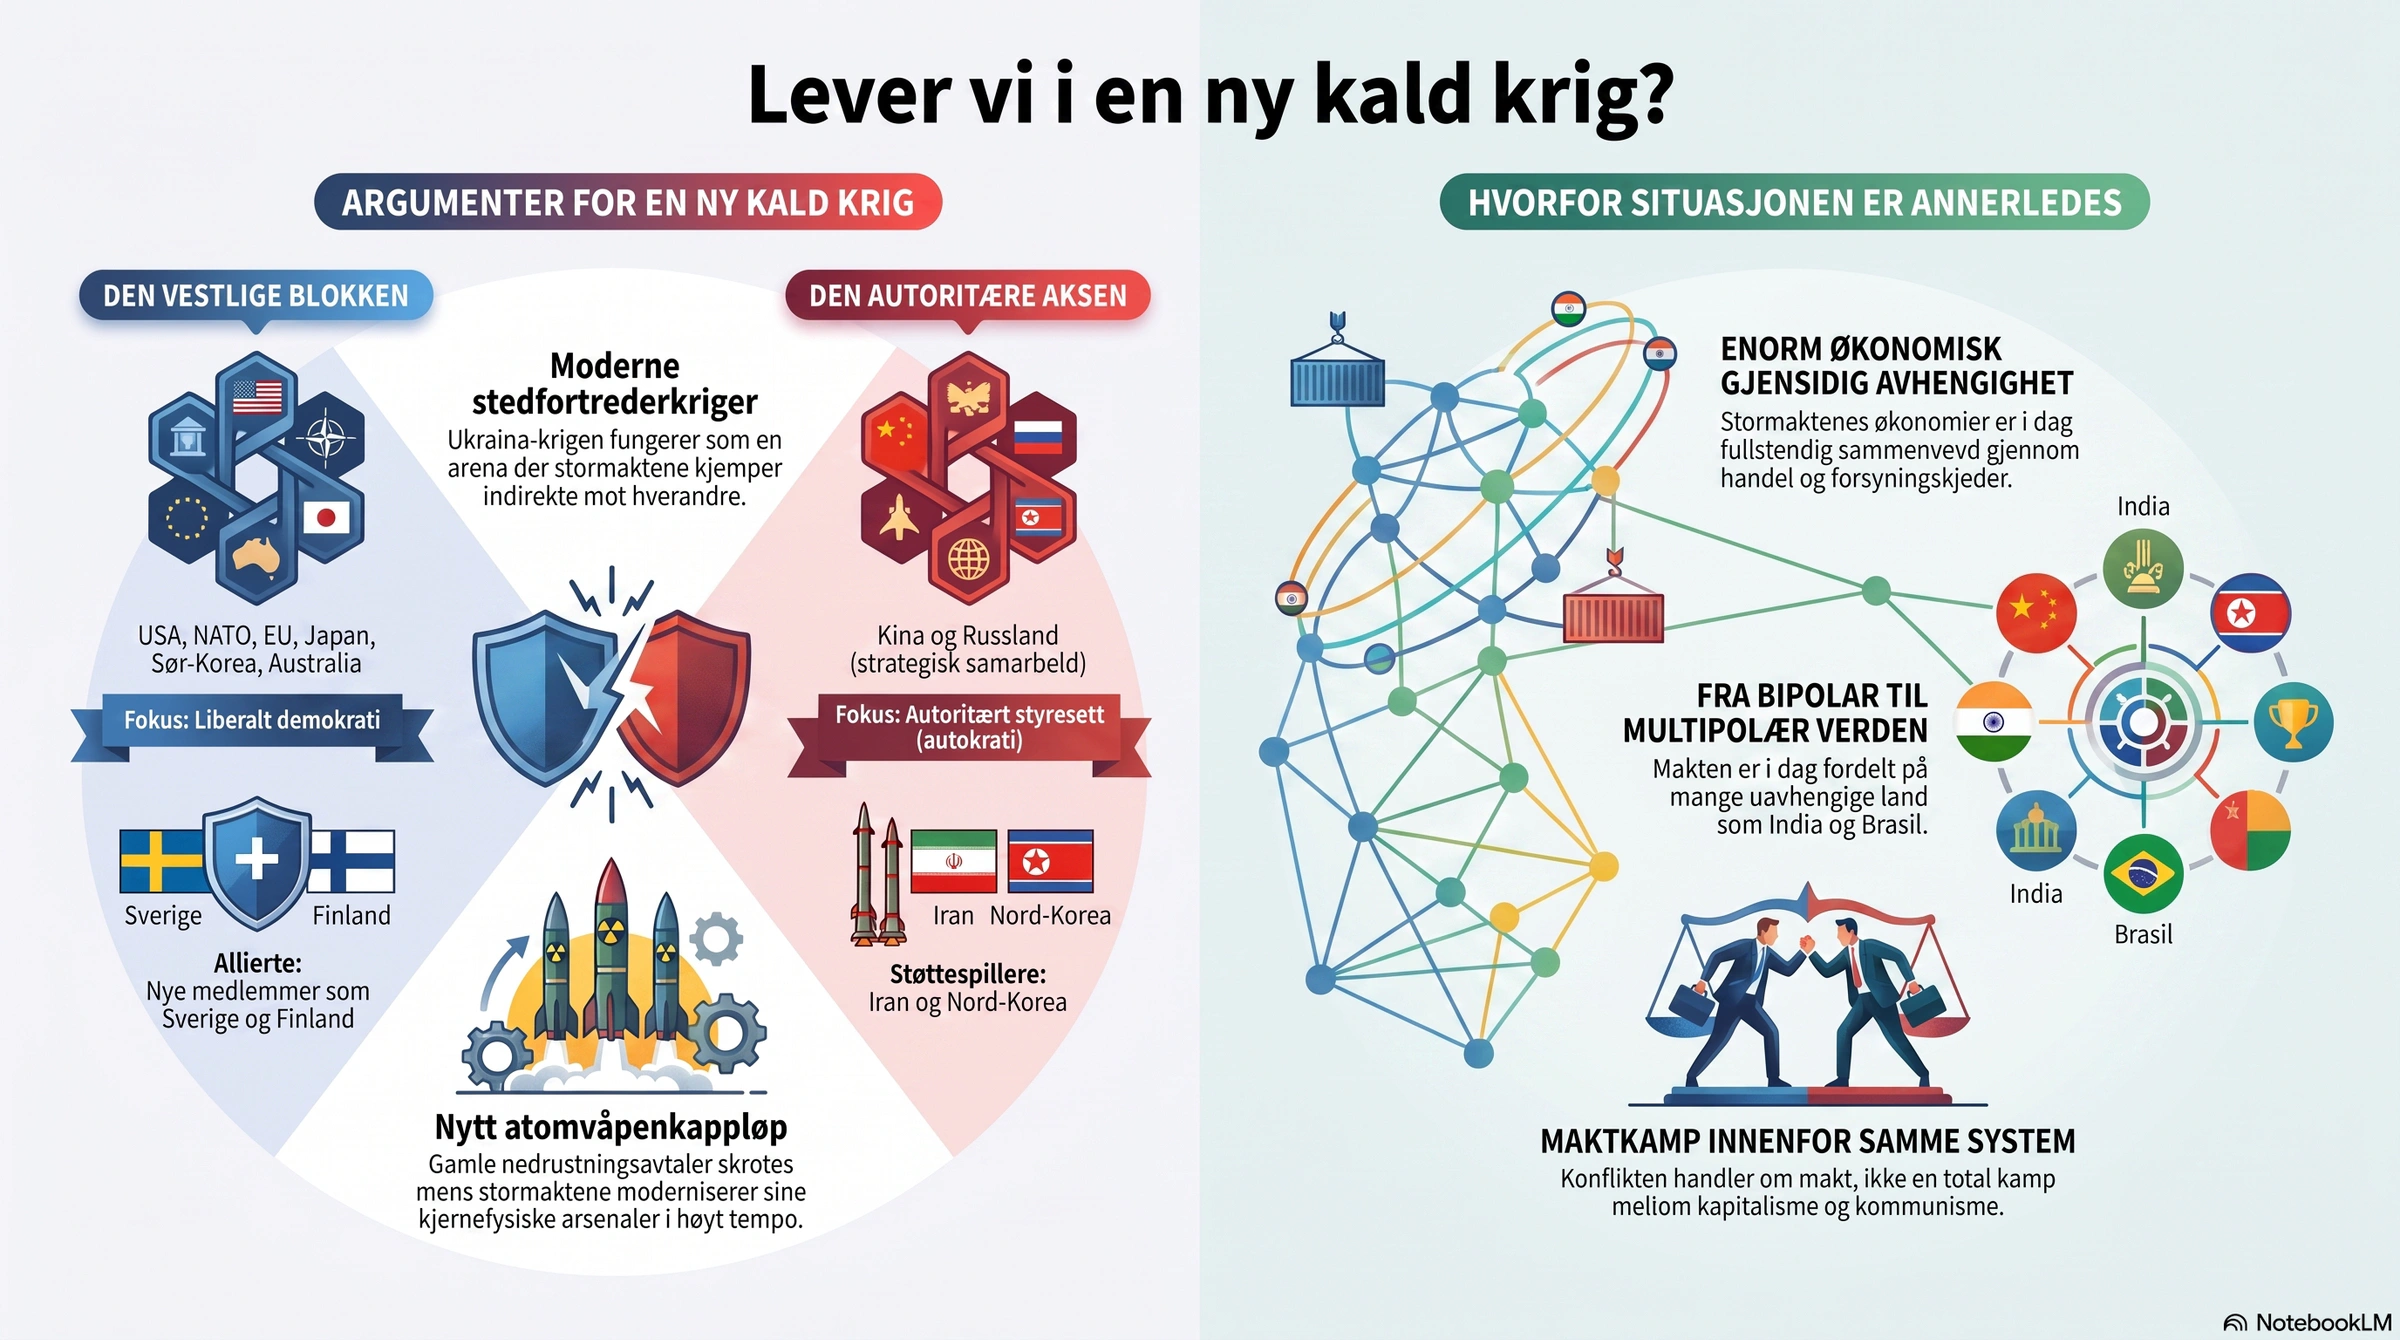 Lever vi i en ny kald krig?
ARGUMENTER FOR EN NY KALD KRIG
DEN VESTLIGE BLOKKEN
USA, NATO, EU, Japan,
Sør-Korea, Australia
Fokus: Liberalt demokrati
Sverige
Finland
Allierte:
Nye medlemmer som
Sverige og Finland
Moderne
stedfortrederkriger
Ukraina-krigen fungerer som en
arena der stormaktene kjemper
indirekte mot hverandre.
Nytt atomvåpenkappløp
Gamle nedrustningsavtaler skrotes
mens stormaktene moderniserer sine
kjernefysiske arsenaler i høyt tempo.
DEN AUTORITÆRE AKSEN
Kina og Russland
(strategisk samarbeld)
Fokus: Autoritært styresett
(autokrati)
Iran
Nord-Korea
Støttespillere:
Iran og Nord-Korea
HVORFOR SITUASJONEN ER ANNERLEDES
ENORM ØKONOMISK
GJENSIDIG AVHENGIGHET
Stormaktenes økonomier er i dag
fullstendig sammenvevd gjennom
handel og forsyningskjeder.
FRA BIPOLAR TIL
MULTIPOLÆR VERDEN
Makten er i dag fordelt på
mange uavhengige land
som India og Brasil.
India
India
Brasil
MAKTKAMP INNENFOR SAMME SYSTEM
Konflikten handler om makt, ikke en total kamp
mellom kapitalisme og kommunisme.
NotebookLM